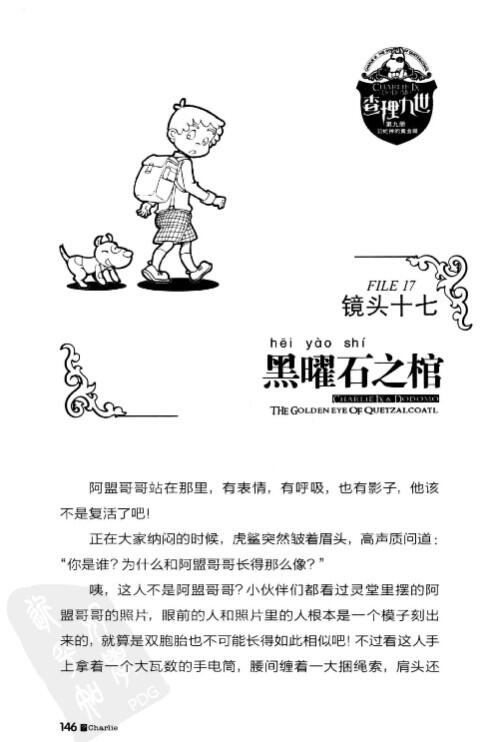 CHARLIE IX
& DODOMO
查理九世
第九册
羽蛇神的黄金眼
FILE 17
镜头十七
hēi yào shí
黑曜石之棺
CHARLIE IX & DODOMO
THE GOLDEN EYE OF QUETZALCOATL
阿盟哥哥站在那里，有表情，有呼吸，也有影子，他该
不是复活了吧！
正在大家纳闷的时候，虎鲨突然皱着眉头，高声质问道：
“你是谁？为什么和阿盟哥哥长得那么像？”
咦，这人不是阿盟哥哥？小伙伴们都看过灵堂里摆的阿
盟哥哥的照片，眼前的人和照片里的人根本是一个模子刻出
来的，就算是双胞胎也不可能长得如此相似吧！不过看这人手
上拿着一个大瓦数的手电筒，腰间缠着一大捆绳索，肩头还
PDG
146 Charlie